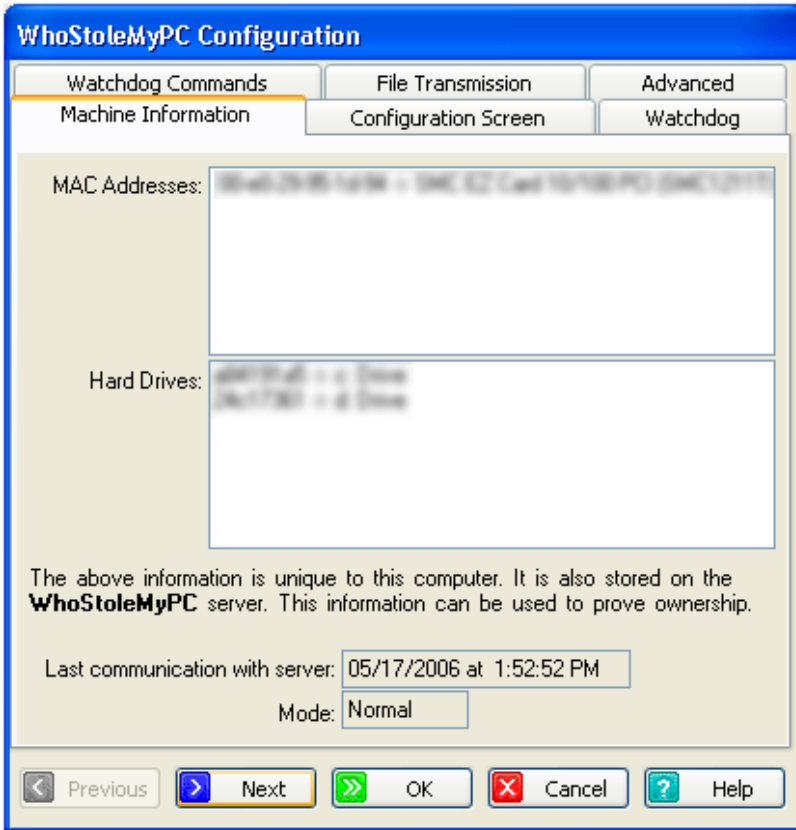 WhoStoleMyPC Configuration
Watchdog Commands File Transmission Advanced
Machine Information Configuration Screen Watchdog
MAC Addresses:
Hard Drives:
The above information is unique to this computer. It is also stored on the
WhoStoleMyPC server. This information can be used to prove ownership.
Last communication with server: 05/17/2006 at 1:52:52 PM
Mode: Normal
Previous Next OK Cancel Help